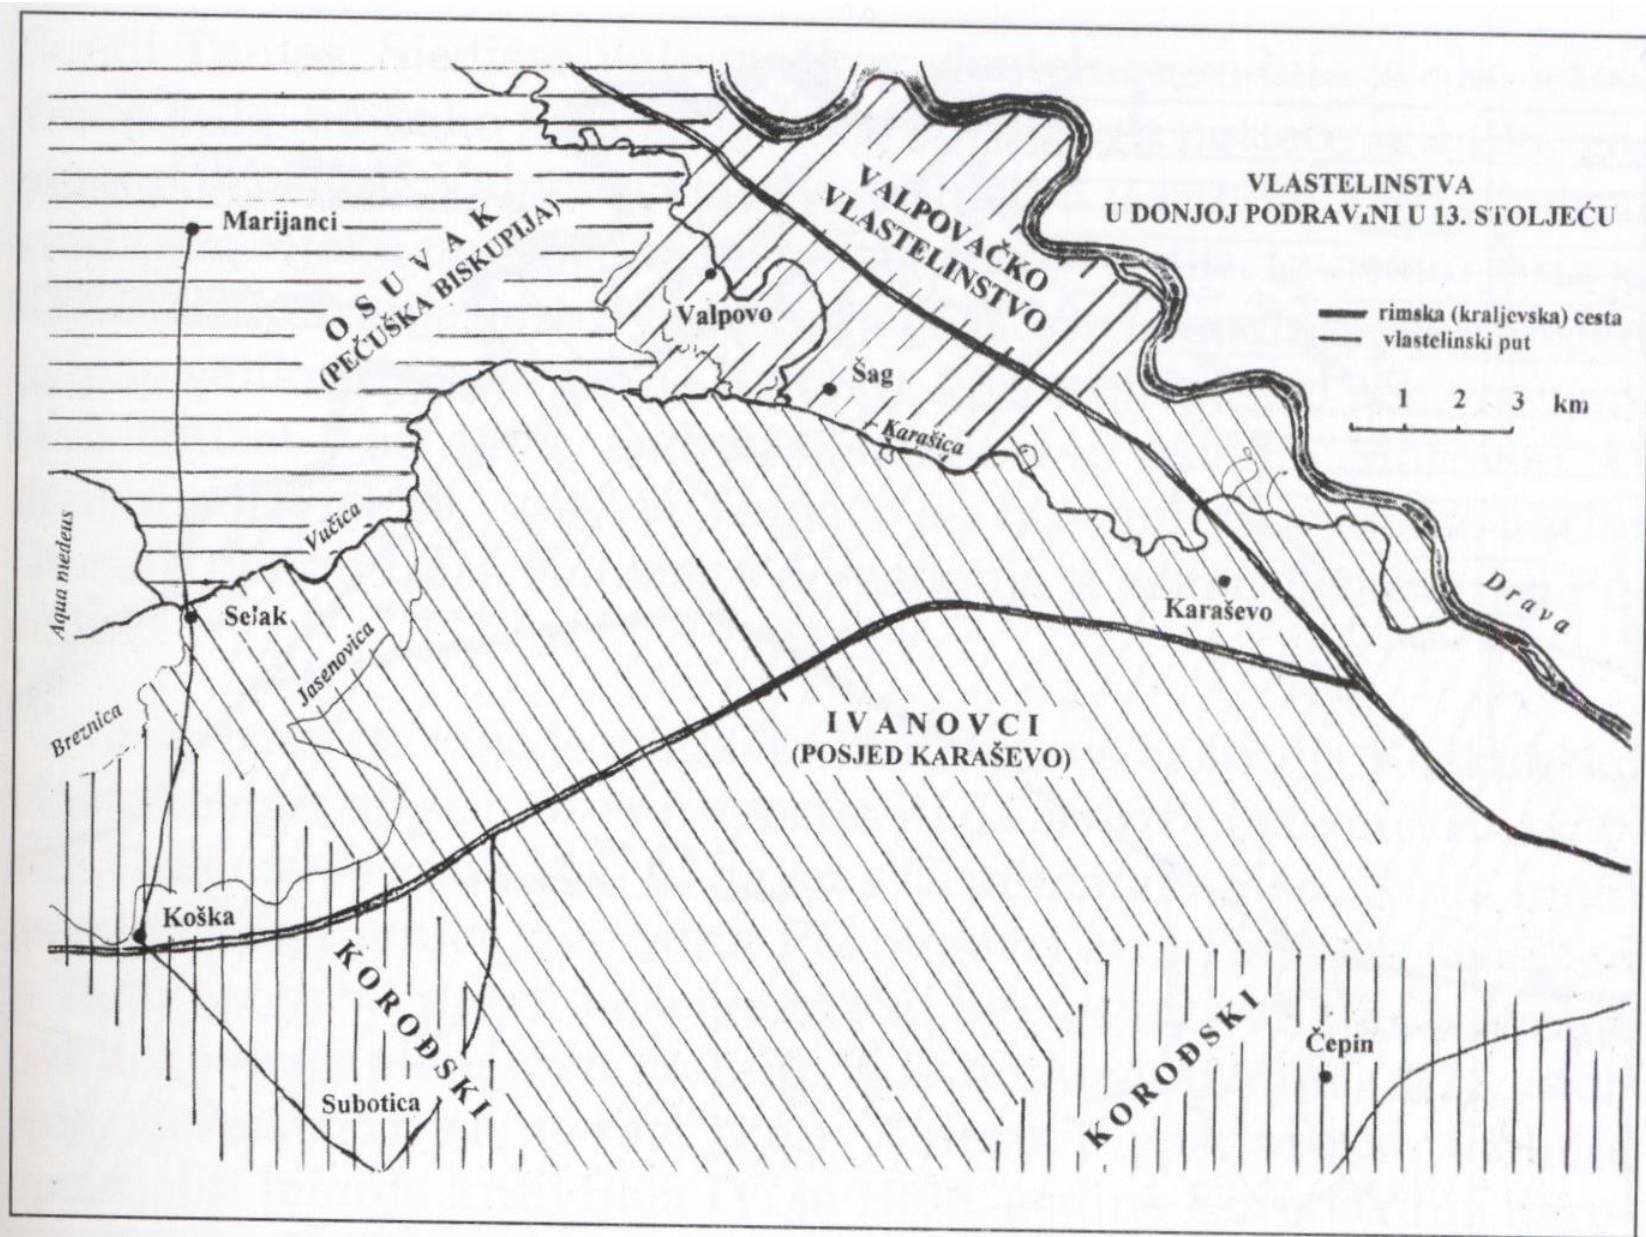 VLASTELINSTVA
U DONJOJ PODRAVINI U 13. STOLJEĆU
rimska (kraljevska) cesta
vlastelinski put
1 2 3 km
Marijanci
OSUVAK
(PEČUŠKA BISKUPIJA)
VALPOVAČKO
VLASTELINSTVO
Valpovo
Šag
Karašica
Vučica
Aqua medeus
Selak
Jasenovica
Breznica
Karaševo
Drava
IVANOVCI
(POSJED KARAŠEVO)
Koška
KOROĐSKI
Subotica
KOROĐSKI
Čepin